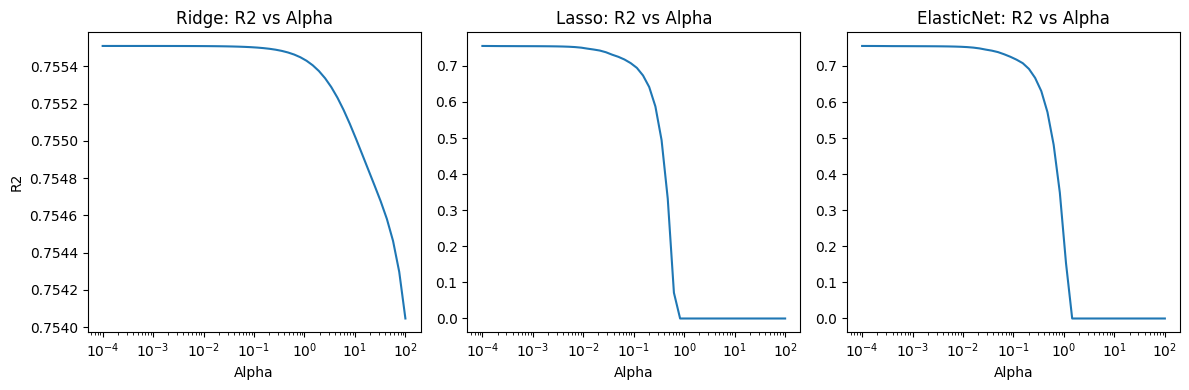 Ridge: R2 vs Alpha
R2
0.7554
0.7552
0.7550
0.7548
0.7546
0.7544
0.7542
0.7540
10⁻⁴ 10⁻³ 10⁻² 10⁻¹ 10⁰ 10¹ 10²
Alpha
Lasso: R2 vs Alpha
0.7
0.6
0.5
0.4
0.3
0.2
0.1
0.0
10⁻⁴ 10⁻³ 10⁻² 10⁻¹ 10⁰ 10¹ 10²
Alpha
ElasticNet: R2 vs Alpha
0.7
0.6
0.5
0.4
0.3
0.2
0.1
0.0
10⁻⁴ 10⁻³ 10⁻² 10⁻¹ 10⁰ 10¹ 10²
Alpha